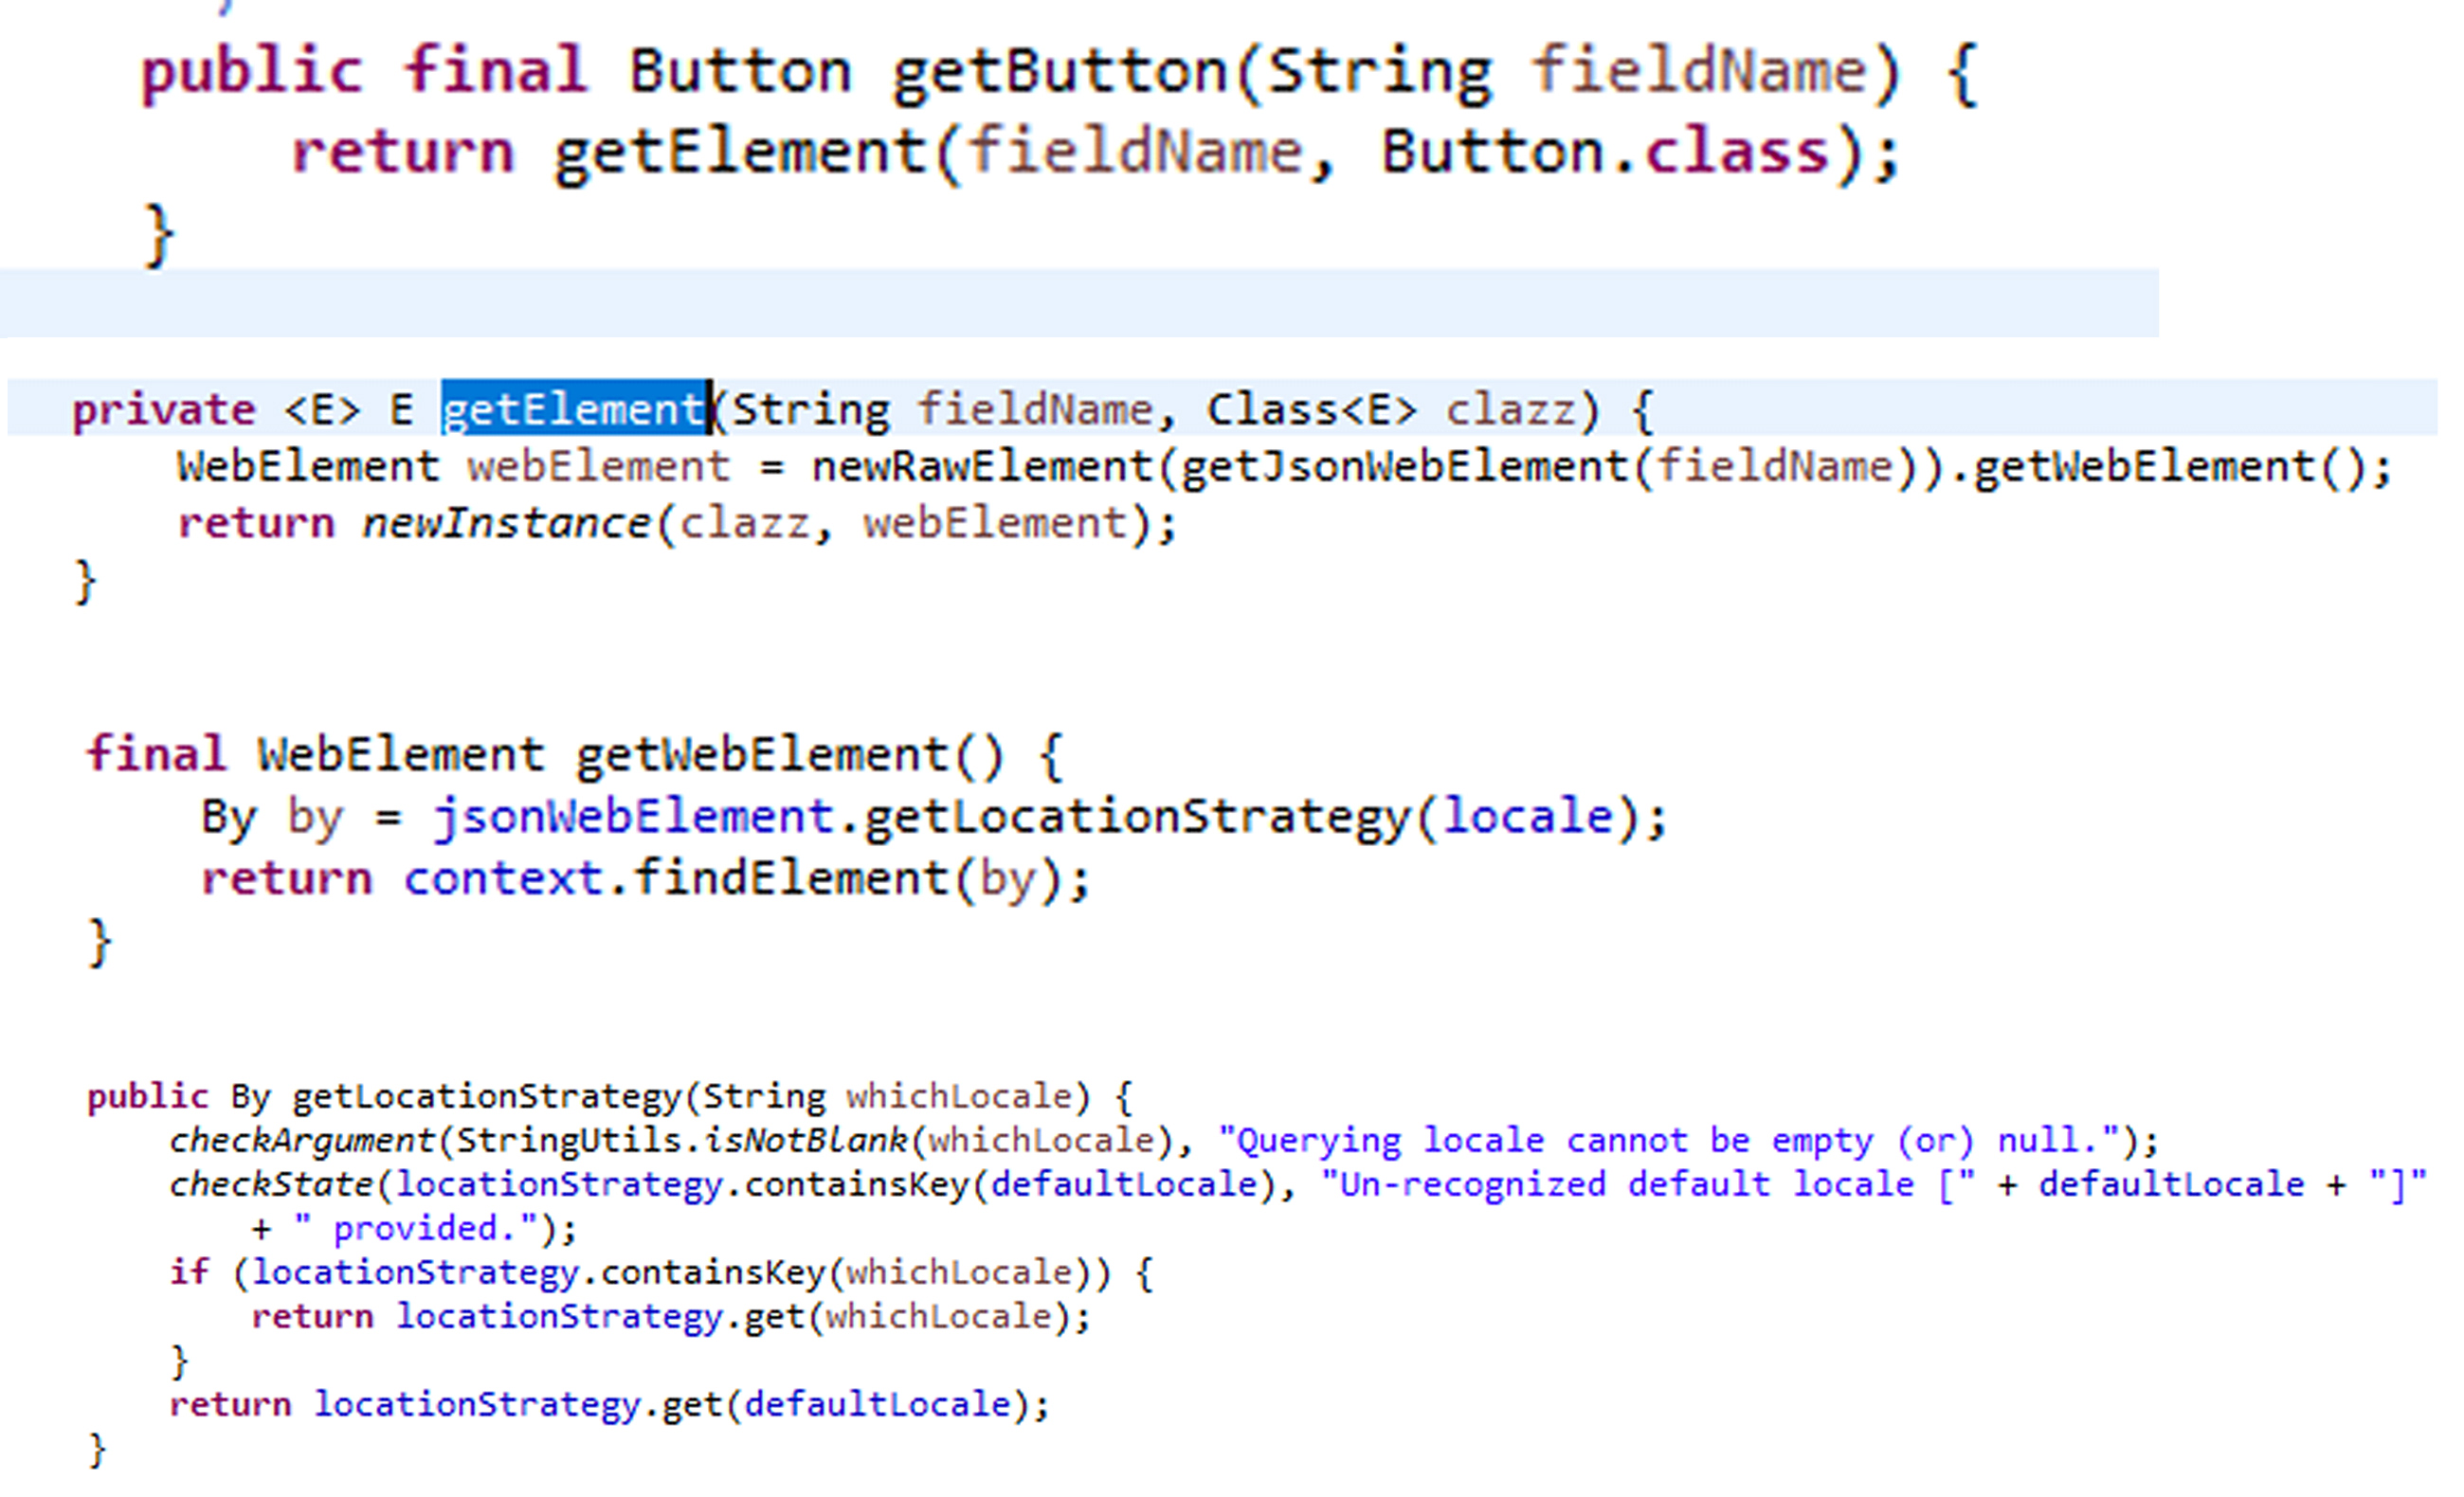 public final Button getButton(String fieldName) {
return getElement(fieldName, Button.class);
}
private <E> E getElement(String fieldName, Class<E> clazz) {
WebElement webElement = newRawElement(getJsonWebElement(fieldName)).getWebElement();
return newInstance(clazz, webElement);
}
final WebElement getWebElement() {
By by = jsonWebElement.getLocationStrategy(locale);
return context.findElement(by);
}
public By getLocationStrategy(String whichLocale) {
checkArgument(StringUtils.isNotBlank(whichLocale), "Querying locale cannot be empty (or) null.");
checkState(locationStrategy.containsKey(defaultLocale), "Un-recognized default locale [" + defaultLocale + "]"
+ " provided.");
if (locationStrategy.containsKey(whichLocale)) {
return locationStrategy.get(whichLocale);
}
return locationStrategy.get(defaultLocale);
}